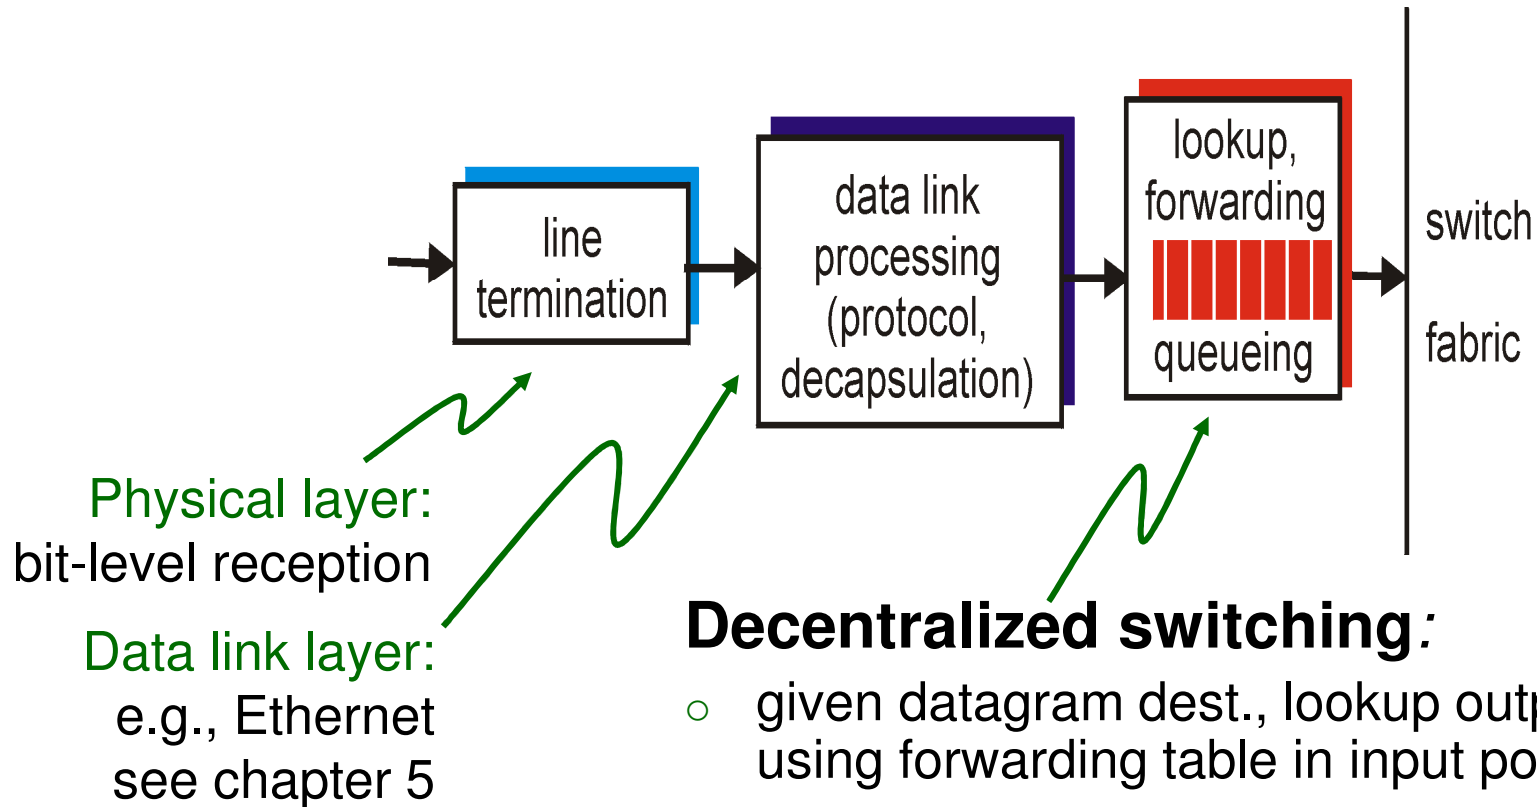 line
termination
data link
processing
(protocol,
decapsulation)
lookup,
forwarding
queueing
switch
fabric
Physical layer:
bit-level reception
Data link layer:
e.g., Ethernet
see chapter 5
Decentralized switching:
○ given datagram dest., lookup
using forwarding table in input